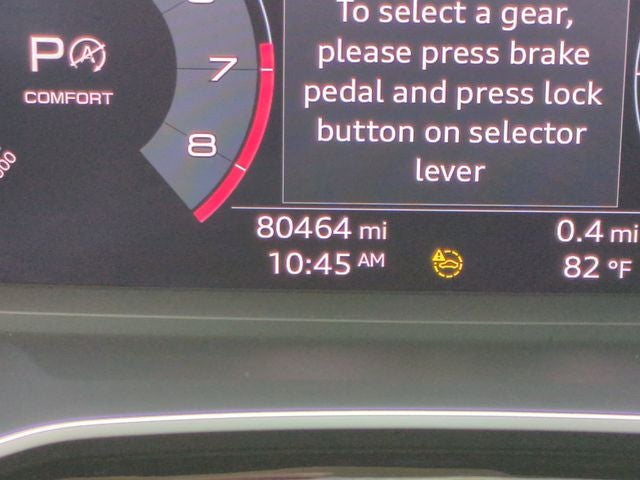 To select a gear,
please press brake
pedal and press lock
button on selector
lever
P A
COMFORT
7
8
80464 mi
0.4 mi
10:45 AM
82 °F